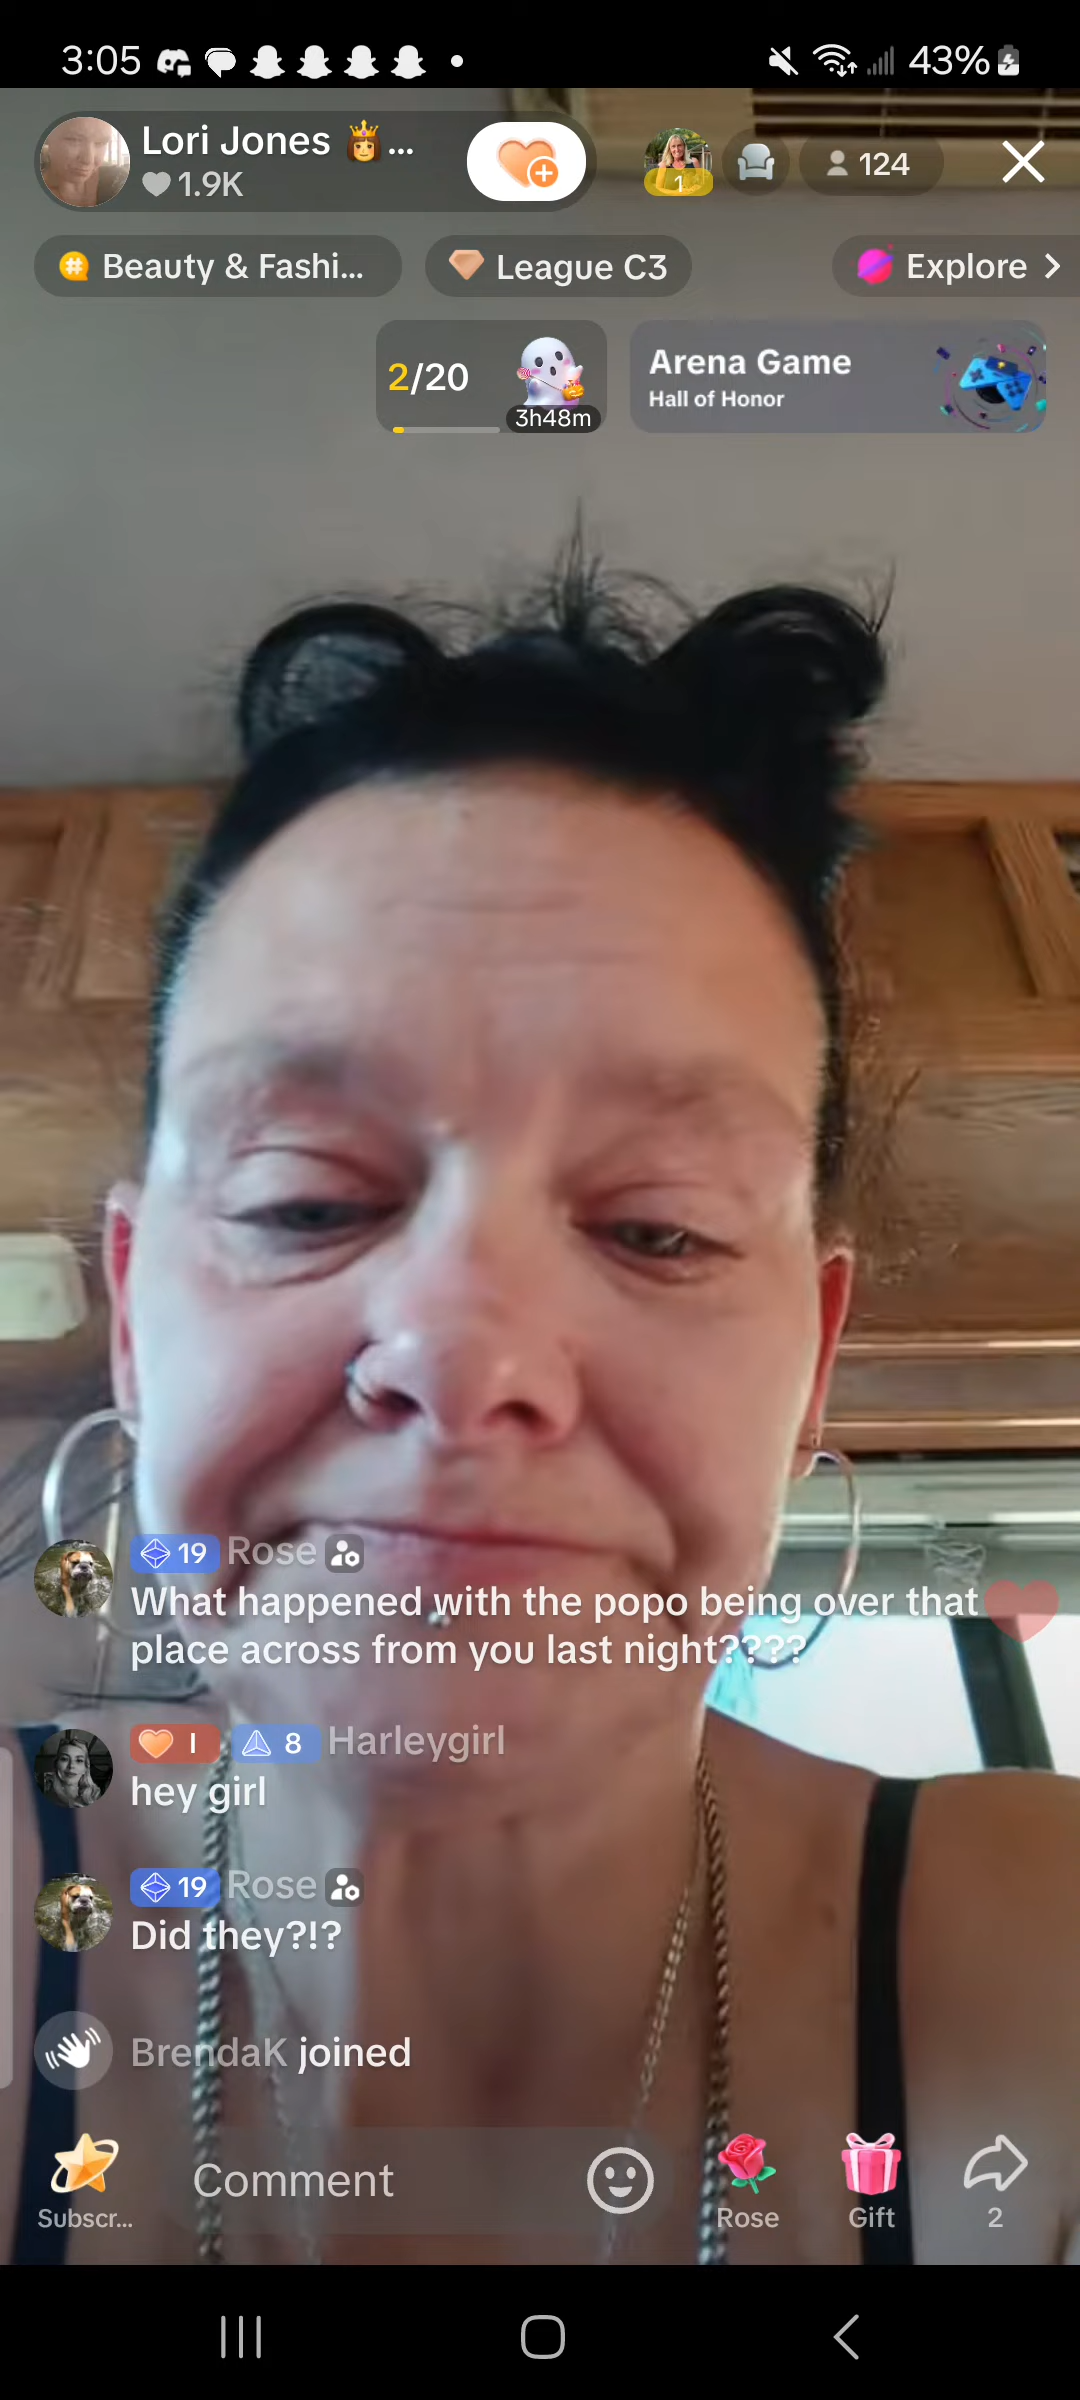 3:05
43%
Lori Jones 👸...
1.9K
1
124
Beauty & Fashi...
League C3
Explore >
2/20
3h48m
Arena Game
Hall of Honor
19 Rose
What happened with the popo being over that
place across from you last night????
I 8 Harleygirl
hey girl
19 Rose
Did they?!?
BrendaK joined
Subscr...
Comment
Rose
Gift
2